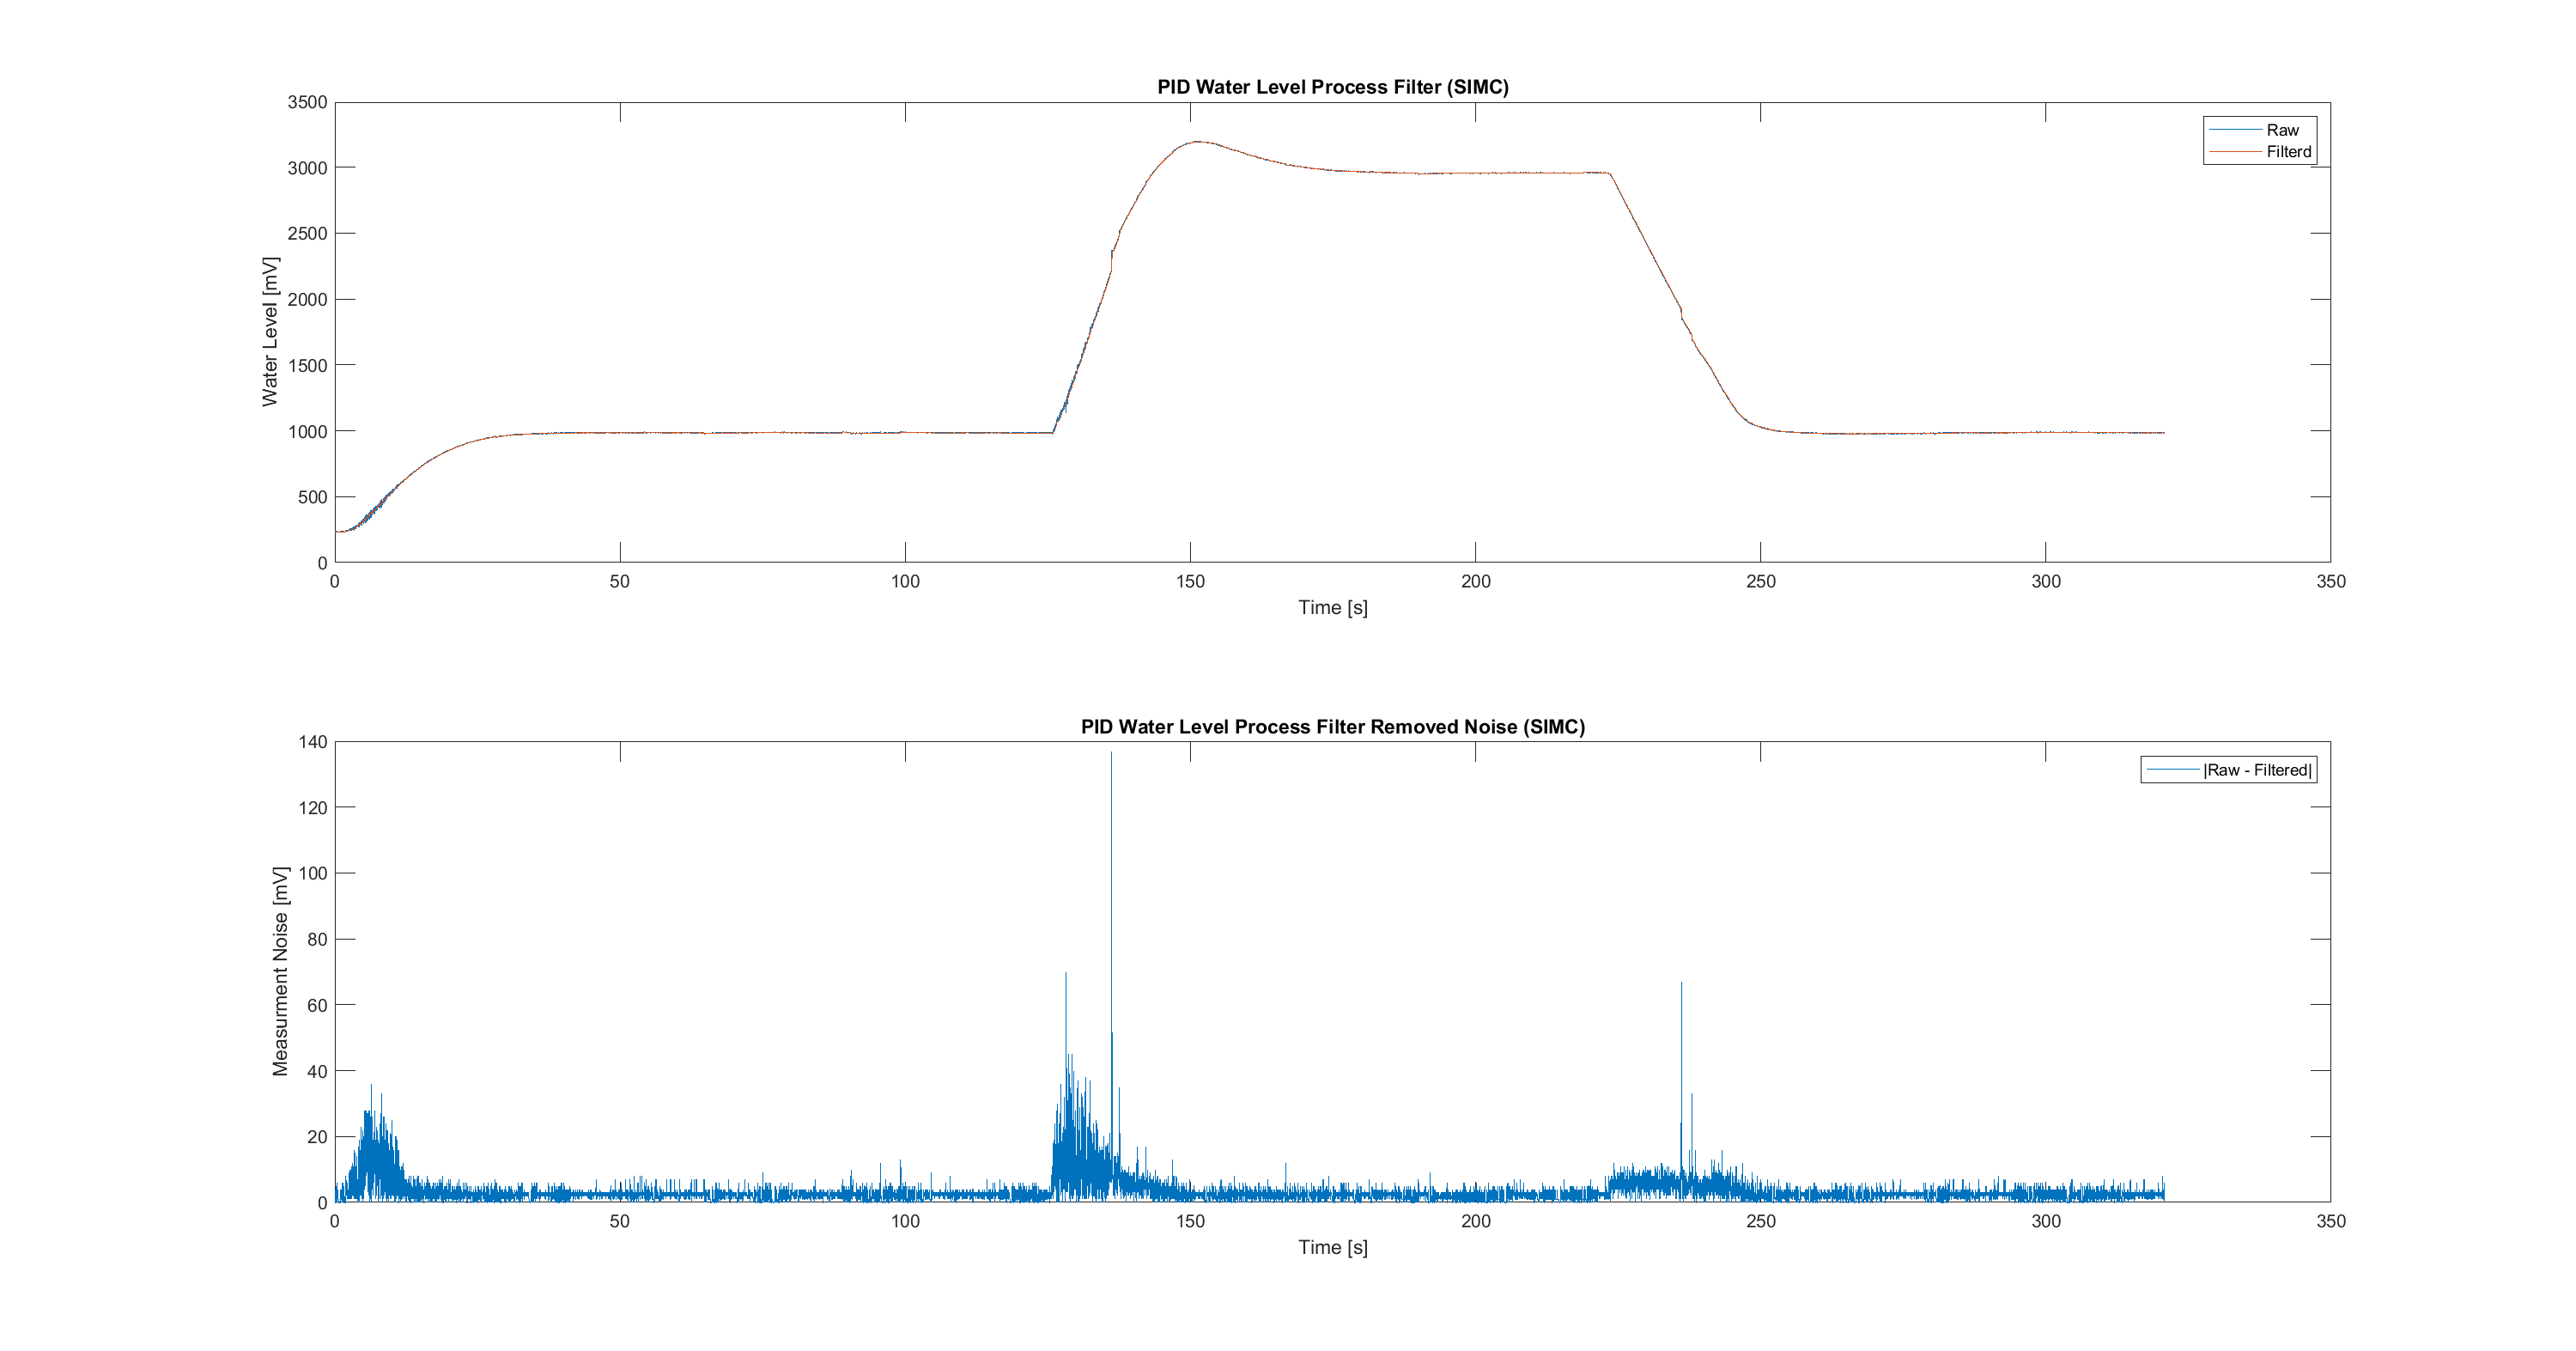 PID Water Level Process Filter (SIMC)
3500
3000
2500
2000
1500
1000
500
0
Water Level [mV]
Raw
Filterd
0 50 100 150 200 250 300 350
Time [s]
PID Water Level Process Filter Removed Noise (SIMC)
140
120
100
80
60
40
20
0
Measurment Noise [mV]
|Raw - Filtered|
0 50 100 150 200 250 300 350
Time [s]